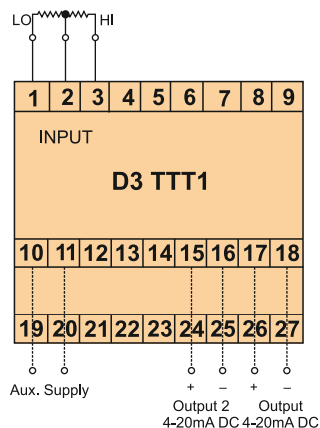 LO HI
1 2 3 4 5 6 7 8 9
INPUT
D3 TTT1
10 11 12 13 14 15 16 17 18
19 20 21 22 23 24 25 26 27
Aux. Supply + – + –
Output 2 Output
4-20mA DC 4-20mA DC